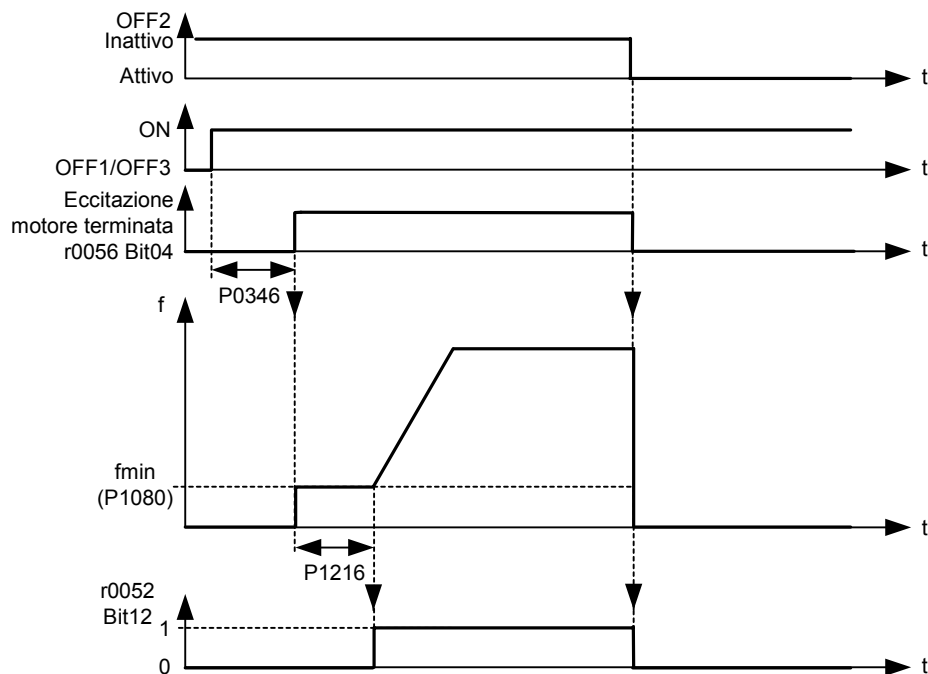 OFF2
Inattivo
Attivo
t
ON
OFF1/OFF3
t
Eccitazione
motore terminata
r0056 Bit04
t
P0346
f
fmin
(P1080)
t
P1216
r0052
Bit12
1
0
t